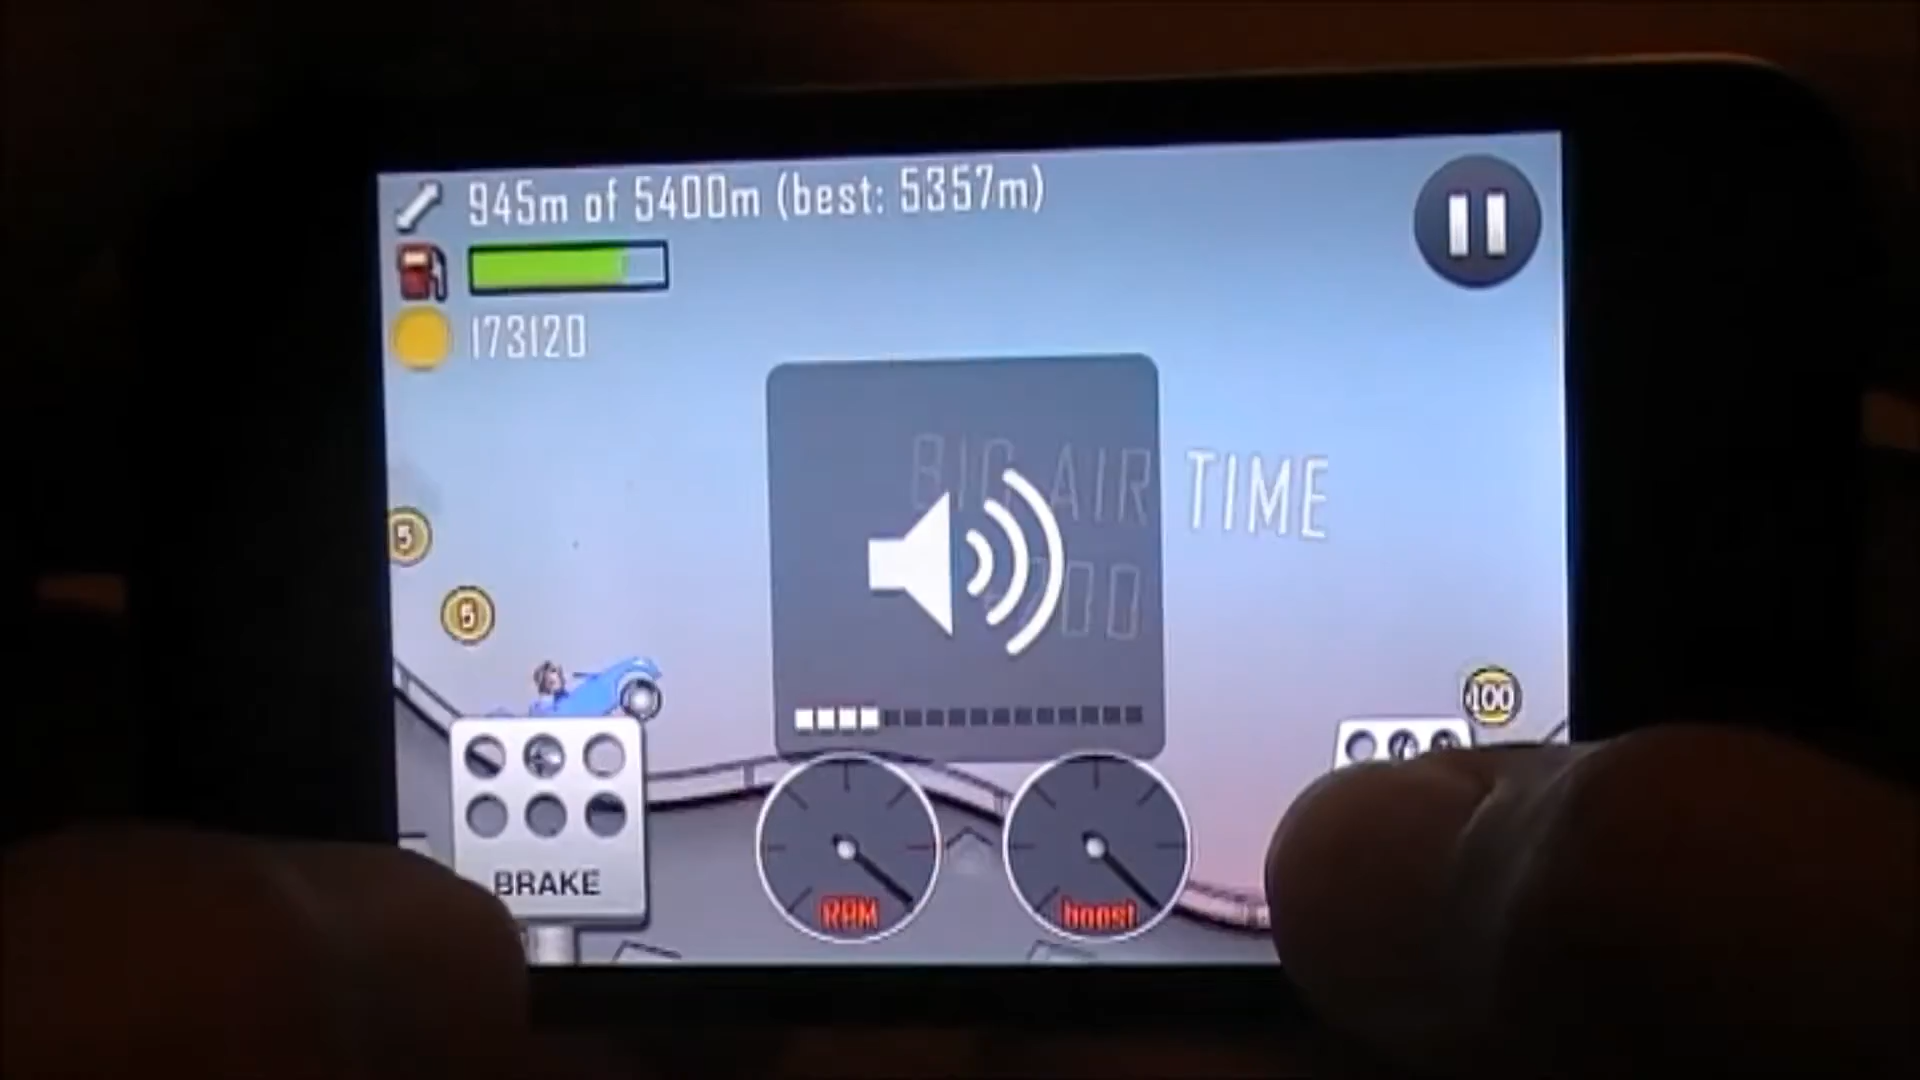 945m of 5400m (best: 5357m)
173120
BIG AIR TIME
5
5
100
BRAKE
RPM
boost